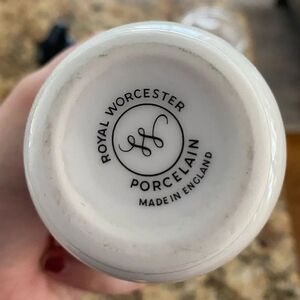 ROYAL WORCESTER
PORCELAIN
MADE IN ENGLAND